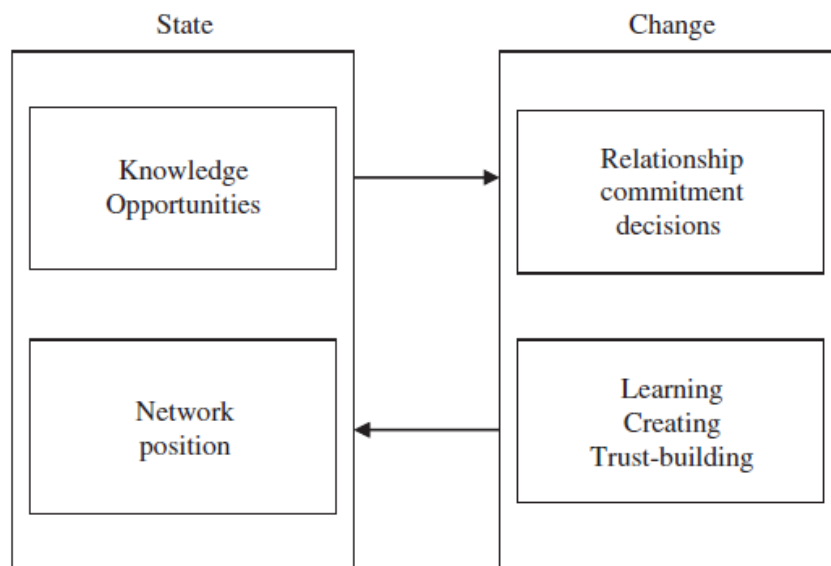 State
Change
Knowledge
Opportunities
Relationship
commitment
decisions
Network
position
Learning
Creating
Trust-building